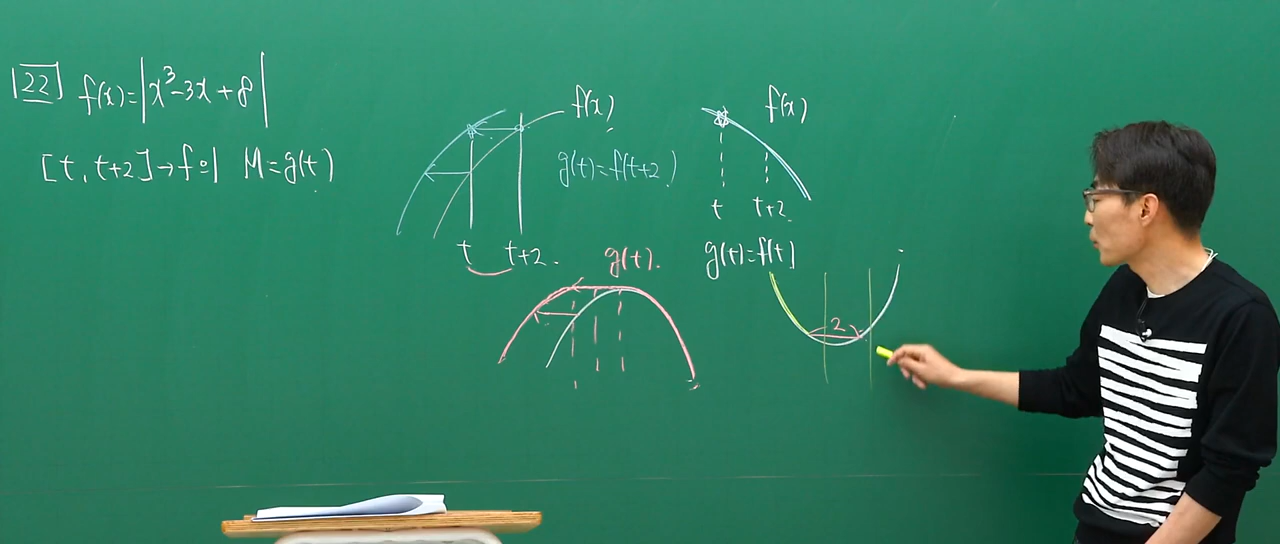 22 f(x)=|x³-3x+8|
[t, t+2]→f의 M=g(t)
f(x)
g(t)=f(t+2)
t t+2.
f(x)
t t+2.
g(t)=f(t)
g(t).
2